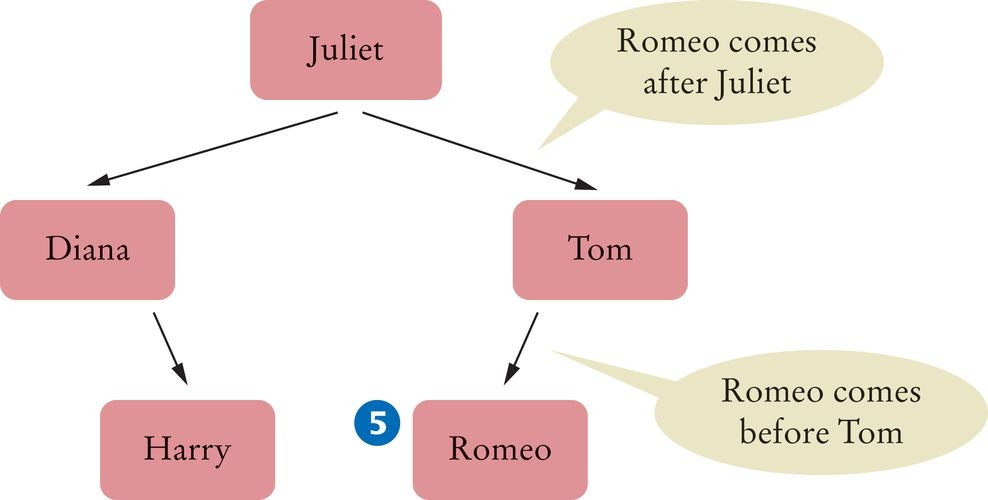 Juliet
Romeo comes
after Juliet
Diana
Tom
Romeo comes
before Tom
Harry
5
Romeo